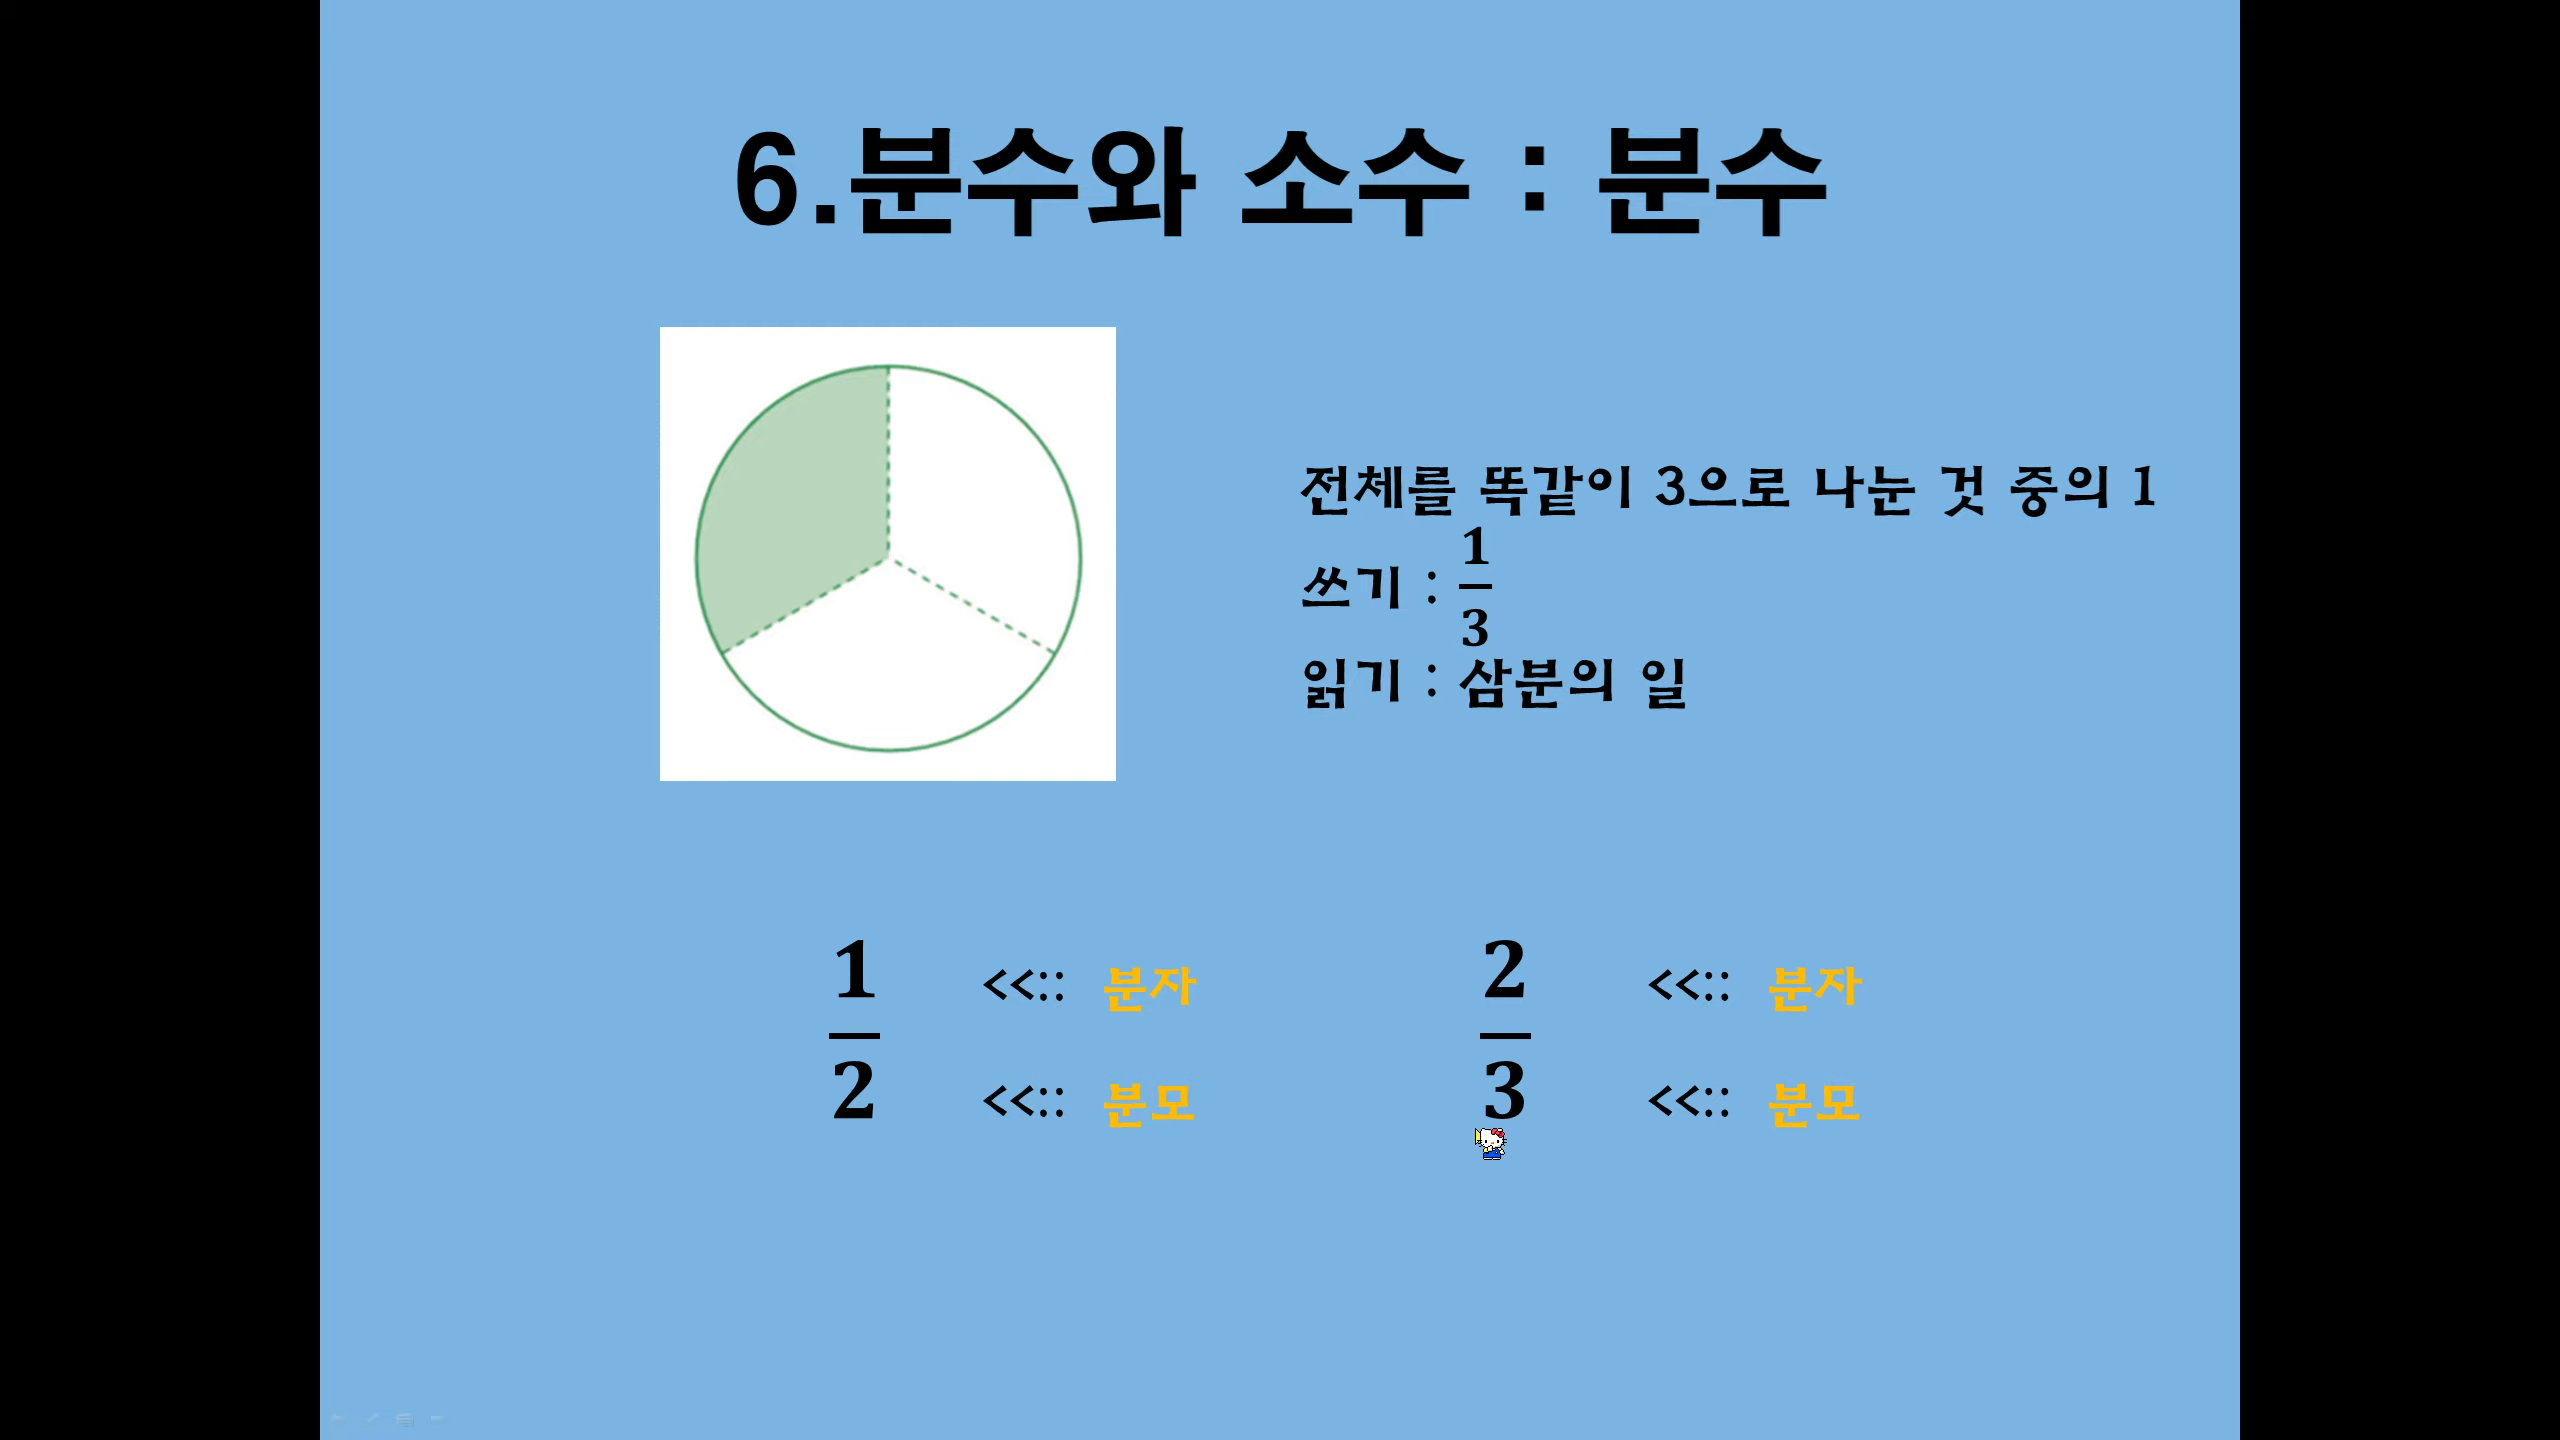 6.분수와 소수 : 분수
전체를 똑같이 3으로 나눈 것 중의 1
쓰기 : 1/3
읽기 : 삼분의 일
1 <<:: 분자
2 <<:: 분모
2 <<:: 분자
3 <<:: 분모